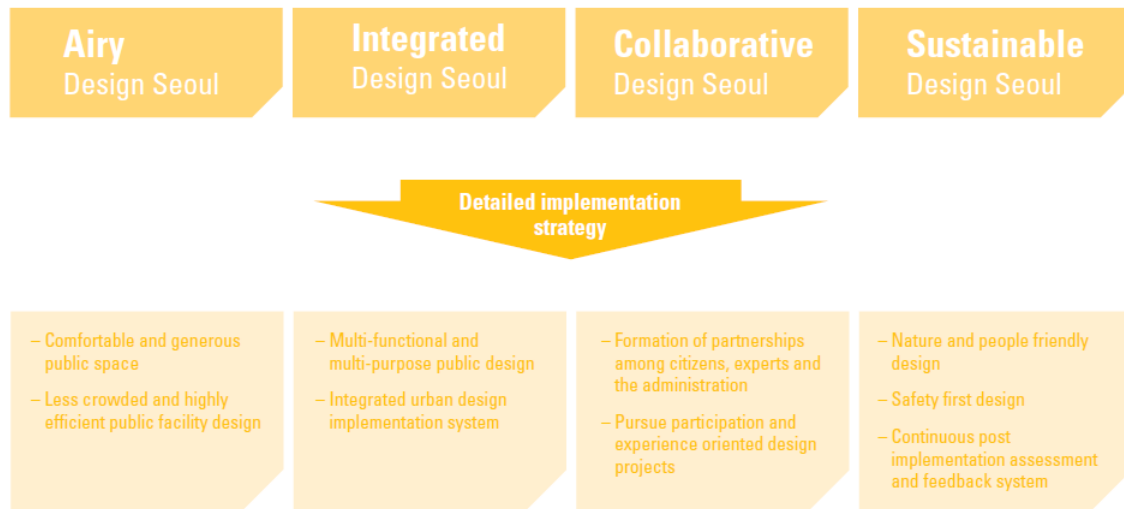 Airy
Design Seoul
Integrated
Design Seoul
Collaborative
Design Seoul
Sustainable
Design Seoul
Detailed implementation
strategy
– Comfortable and generous
public space
– Less crowded and highly
efficient public facility design
– Multi-functional and
multi-purpose public design
– Integrated urban design
implementation system
– Formation of partnerships
among citizens, experts and
the administration
– Pursue participation and
experience oriented design
projects
– Nature and people friendly
design
– Safety first design
– Continuous post
implementation assessment
and feedback system